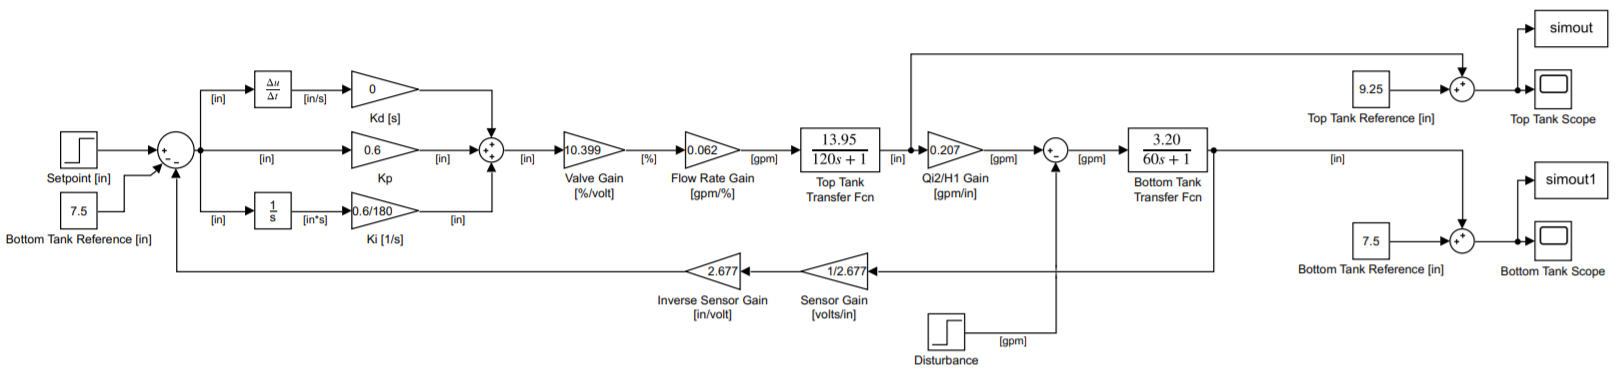 simout
9.25
Top Tank Reference [in]
+
+
Top Tank Scope
Δu
Δt
[in]
[in/s]
0
Kd [s]
Setpoint [in]
+
−
−
[in]
0.6
Kp
[in]
+
+
+
[in]
10.399
Valve Gain
[%/volt]
[%]
0.062
Flow Rate Gain
[gpm/%]
[gpm]
13.95
120s + 1
Top Tank
Transfer Fcn
[in]
0.207
Qi2/H1 Gain
[gpm/in]
[gpm]
+
−
[gpm]
3.20
60s + 1
Bottom Tank
Transfer Fcn
[in]
7.5
Bottom Tank Reference [in]
[in]
1
s
[in*s]
0.6/180
Ki [1/s]
[in]
simout1
7.5
Bottom Tank Reference [in]
+
+
Bottom Tank Scope
2.677
Inverse Sensor Gain
[in/volt]
1/2.677
Sensor Gain
[volts/in]
Disturbance
[gpm]